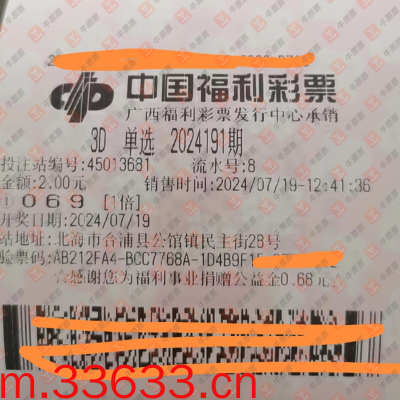 中国福利彩票
广西福利彩票发行中心承销
3D 单选 2024191期
投注站编号:45013681 流水号:8
金额:2.00元 销售时间:2024/07/19-12:41:36
① 069 [1倍]
开奖日期:2024/07/19
站地址:北海市合浦县公馆镇民主街28号
验票码:AB212FA4-BCC7768A-1D4B9F1
感谢您为福利事业捐赠公益金0.68元
m.33633.cn